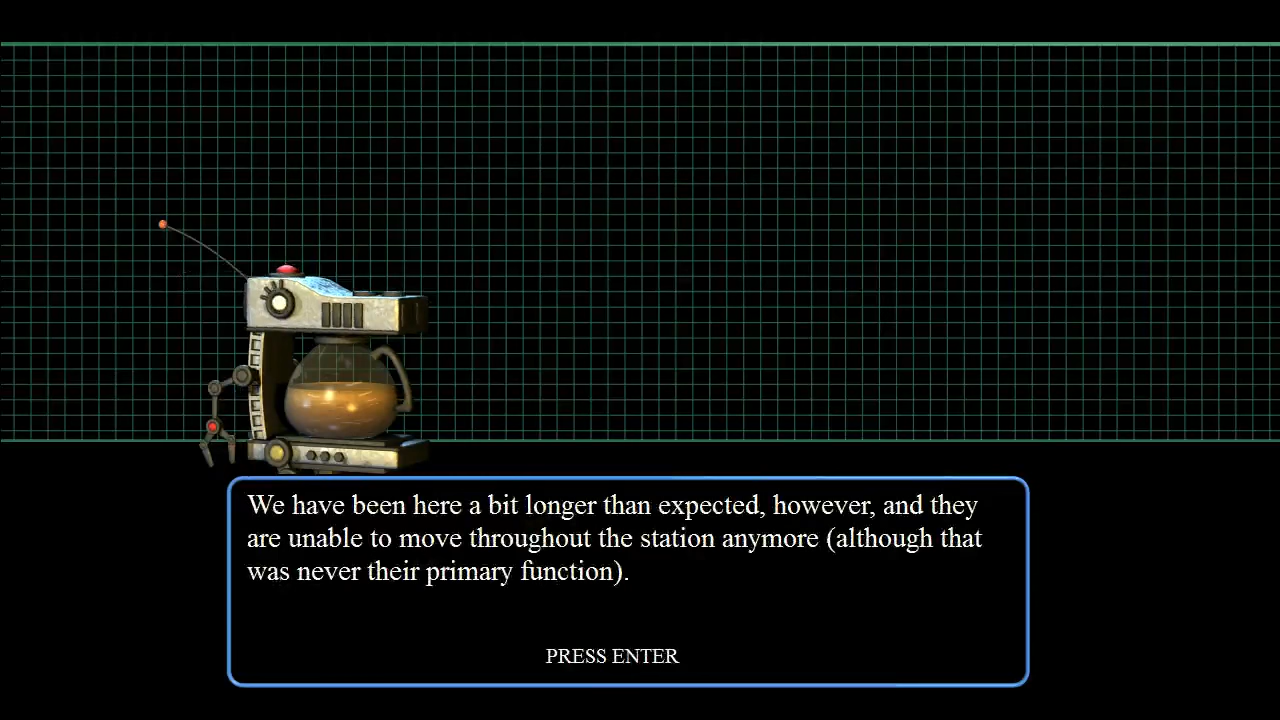 We have been here a bit longer than expected, however, and they
are unable to move throughout the station anymore (although that
was never their primary function).
PRESS ENTER